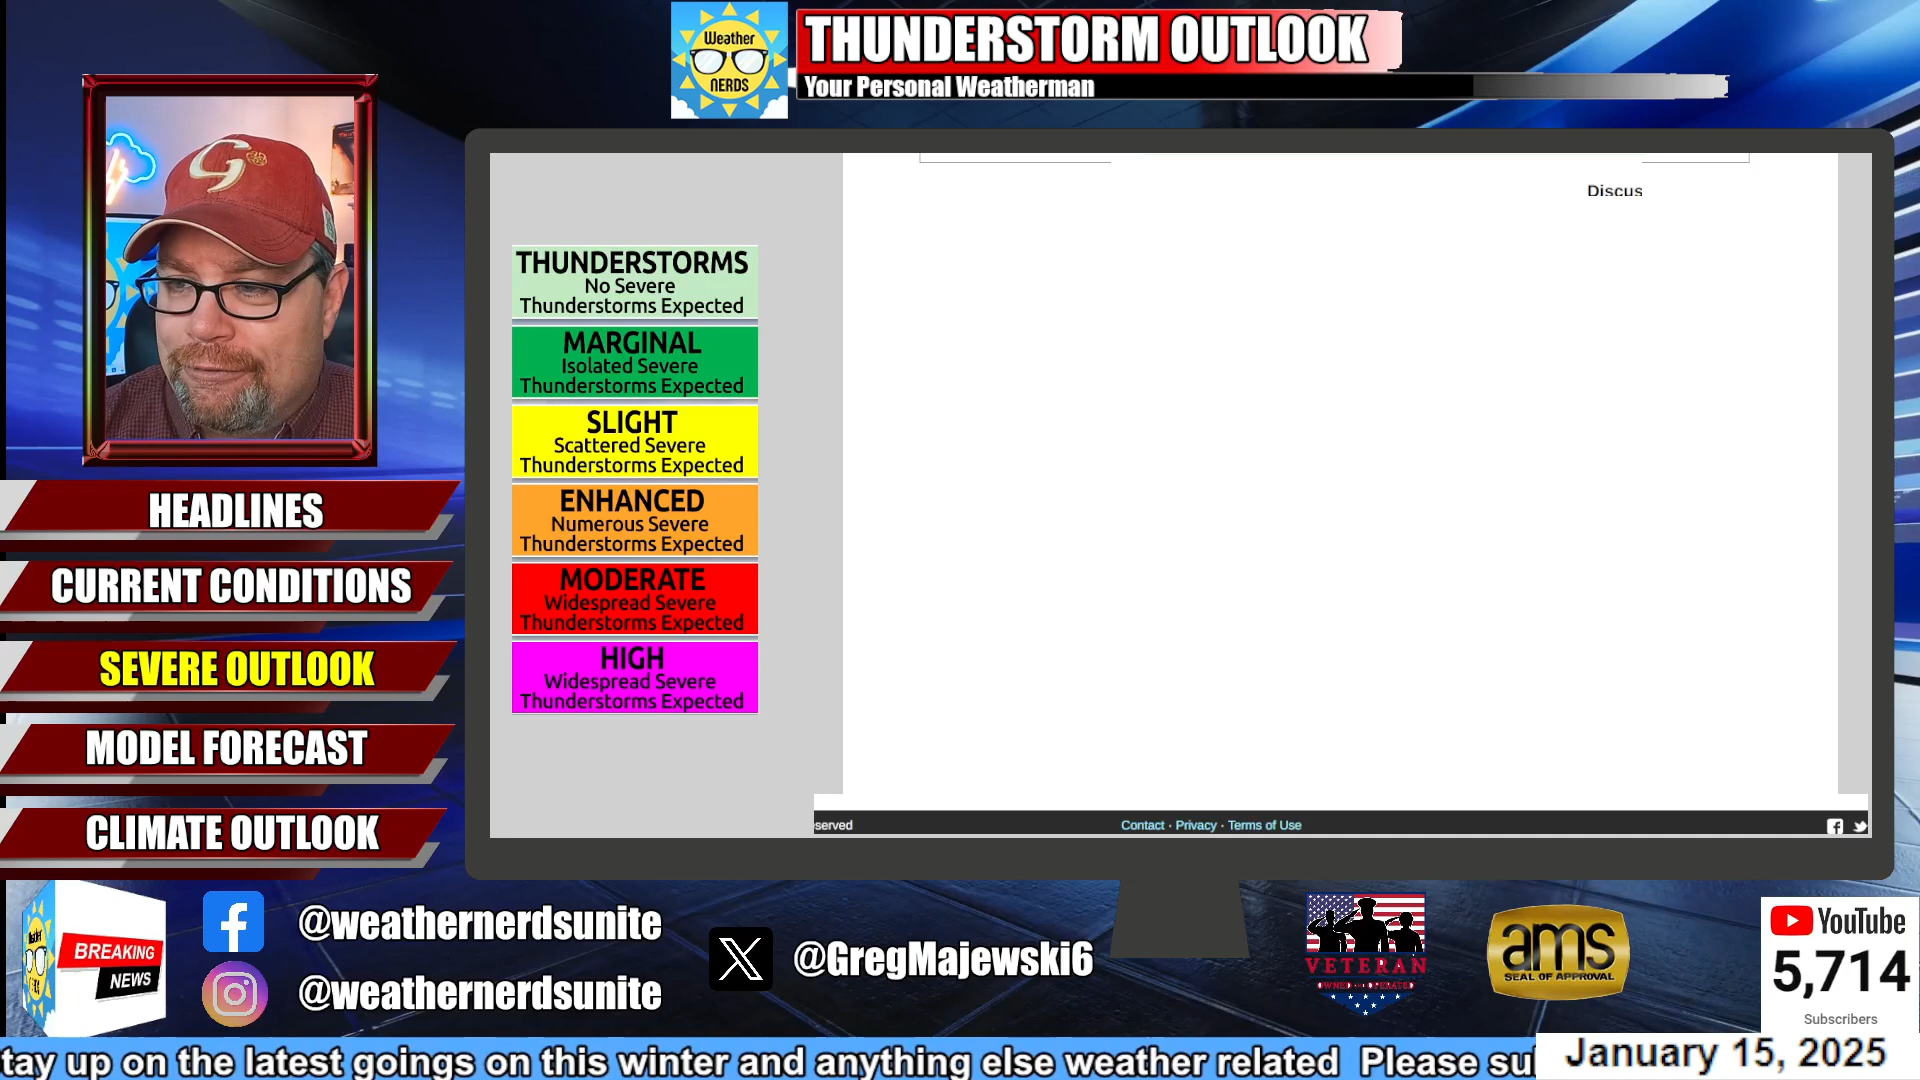 Weather
NERDS
THUNDERSTORM OUTLOOK
Your Personal Weatherman
G
Discus
THUNDERSTORMS
No Severe
Thunderstorms Expected
MARGINAL
Isolated Severe
Thunderstorms Expected
SLIGHT
Scattered Severe
Thunderstorms Expected
ENHANCED
Numerous Severe
Thunderstorms Expected
MODERATE
Widespread Severe
Thunderstorms Expected
HIGH
Widespread Severe
Thunderstorms Expected
HEADLINES
CURRENT CONDITIONS
SEVERE OUTLOOK
MODEL FORECAST
CLIMATE OUTLOOK
served
Contact · Privacy · Terms of Use
BREAKING
NEWS
@weathernerdsunite
@weathernerdsunite
@GregMajewski6
VETERAN
OWNED OPERATED
ams
SEAL OF APPROVAL
YouTube
5,714
Subscribers
tay up on the latest goings on this winter and anything else weather related Please su
January 15, 2025